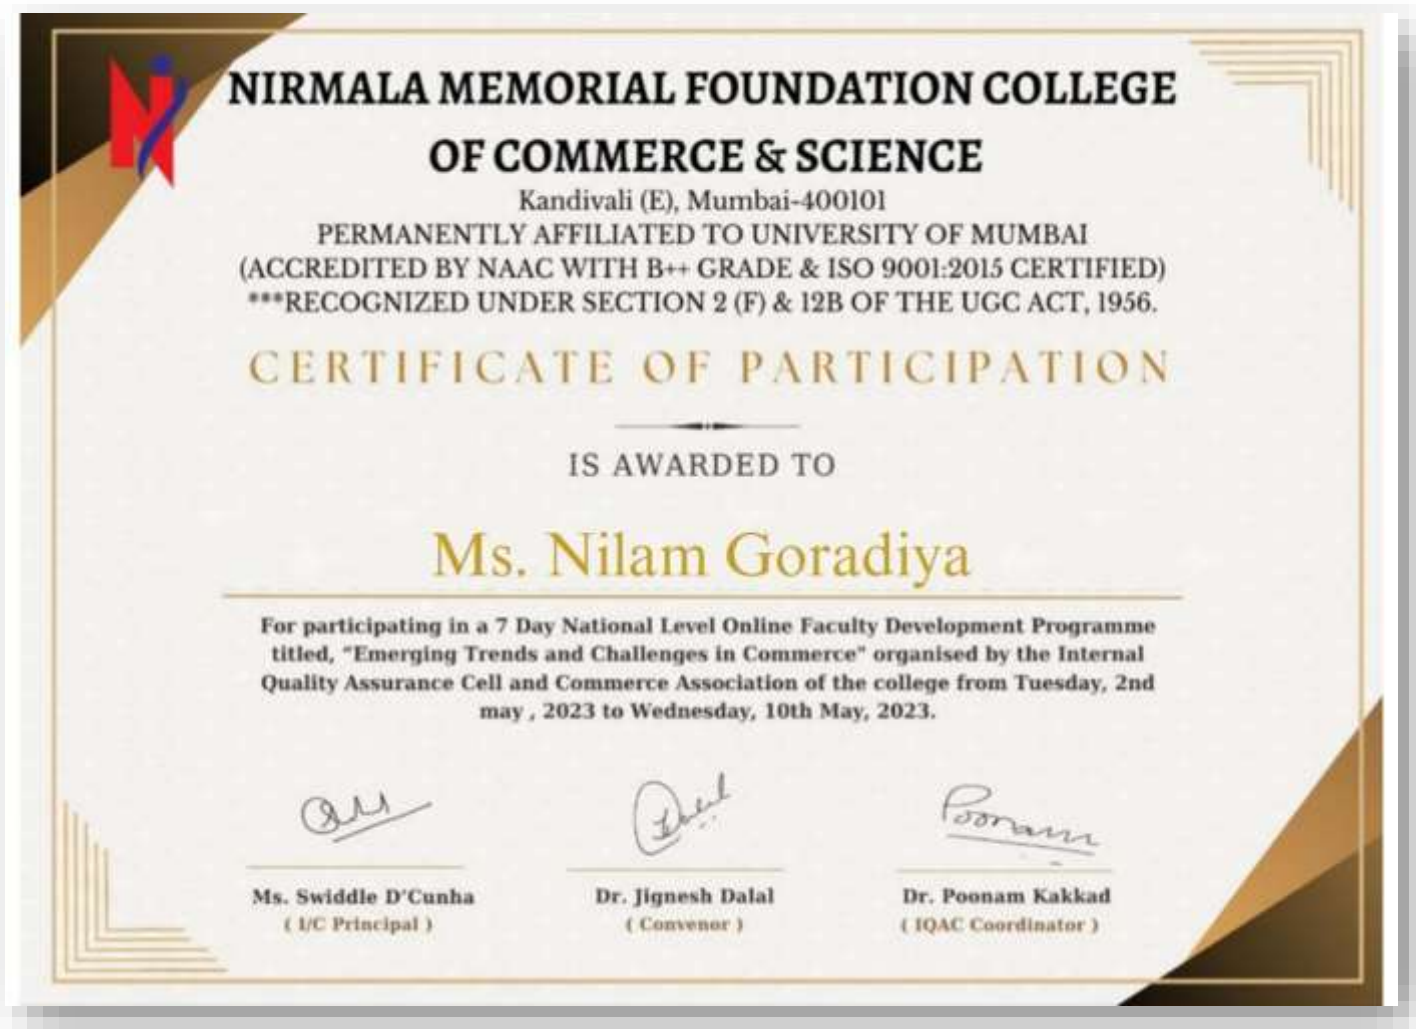 NIRMALA MEMORIAL FOUNDATION COLLEGE
OF COMMERCE & SCIENCE
Kandivali (E), Mumbai-400101
PERMANENTLY AFFILIATED TO UNIVERSITY OF MUMBAI
(ACCREDITED BY NAAC WITH B++ GRADE & ISO 9001:2015 CERTIFIED)
***RECOGNIZED UNDER SECTION 2 (F) & 12B OF THE UGC ACT, 1956.
CERTIFICATE OF PARTICIPATION
IS AWARDED TO
Ms. Nilam Goradiya
For participating in a 7 Day National Level Online Faculty Development Programme
titled, "Emerging Trends and Challenges in Commerce" organised by the Internal
Quality Assurance Cell and Commerce Association of the college from Tuesday, 2nd
may , 2023 to Wednesday, 10th May, 2023.
Poonam
Ms. Swiddle D'Cunha
( I/C Principal )
Dr. Jignesh Dalal
( Convenor )
Dr. Poonam Kakkad
( IQAC Coordinator )